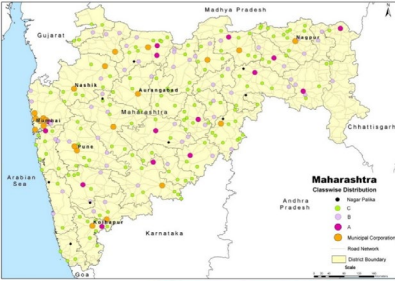 Madhya Pradesh
N
Gujarat
Nagpur
Nashik
Aurangabad
Maharashtra
Mumbai
Chhattisgarh
Pune
Arabian
Sea
Maharashtra
Classwise Distribution
Andhra
Pradesh
Nagar Palika
C
B
A
Municipal Corporation
Road Network
District Boundary
Scale
Kolhapur
Karnataka
Goa